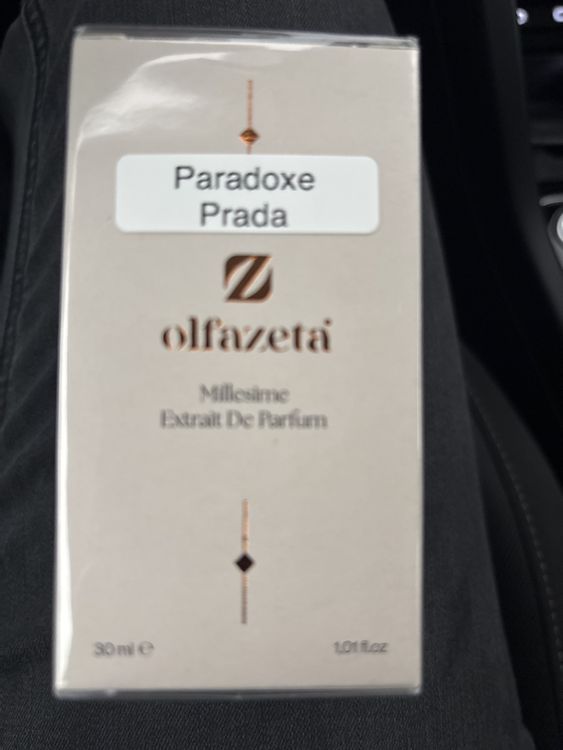 Paradoxe
Prada
Z
olfazeta
Millesime
Extrait De Parfum
30 ml ℮
1,01 fl.oz